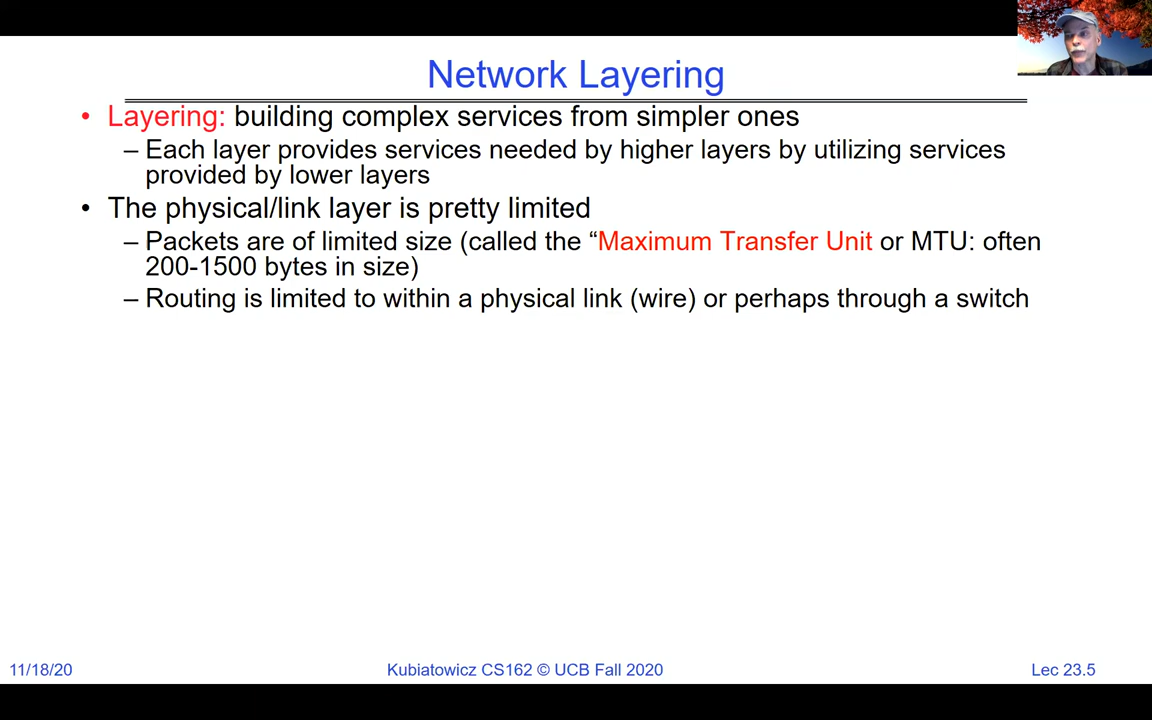 Network Layering
• Layering: building complex services from simpler ones
– Each layer provides services needed by higher layers by utilizing services
provided by lower layers
• The physical/link layer is pretty limited
– Packets are of limited size (called the “Maximum Transfer Unit or MTU: often
200-1500 bytes in size)
– Routing is limited to within a physical link (wire) or perhaps through a switch
11/18/20
Kubiatowicz CS162 © UCB Fall 2020
Lec 23.5